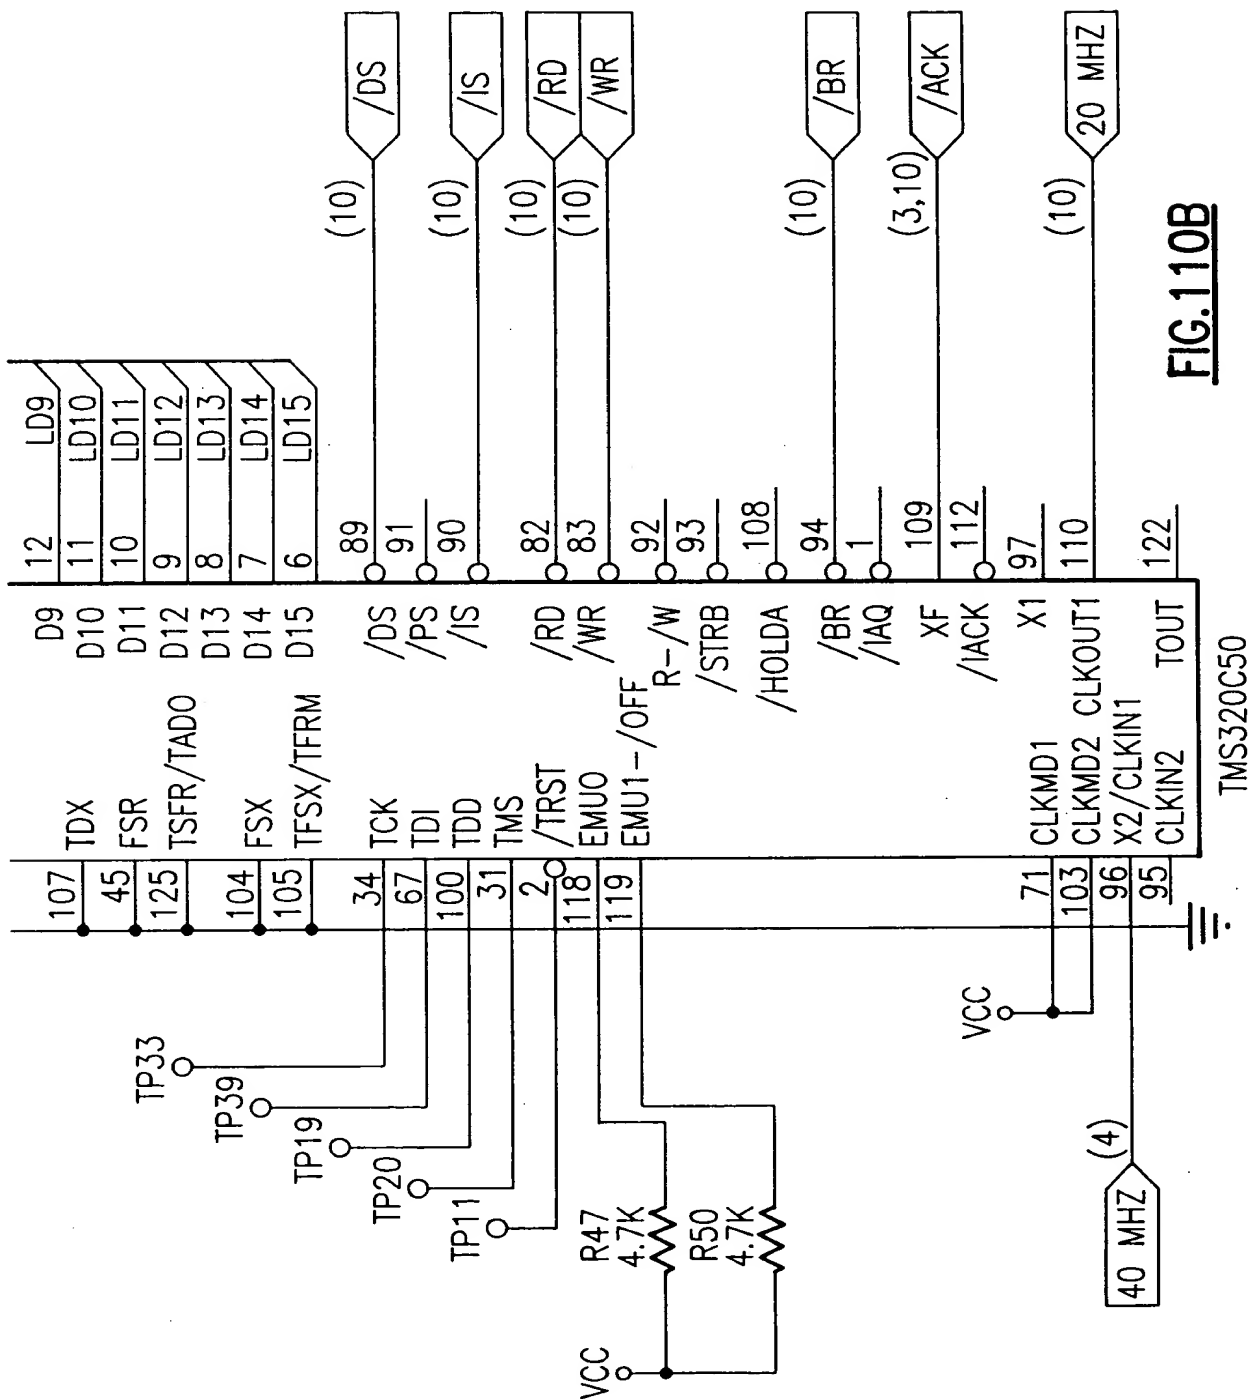 TDX
FSR
TSFR/TADO
FSX
TFSX/TFRM
TCK
TDI
TDD
TMS
/TRST
EMU0
EMU1-/OFF
CLKMD1
CLKMD2
X2/CLKIN1
CLKIN2
107
45
125
104
105
34
67
100
31
2
118
119
71
103
96
95
TP33
TP39
TP19
TP20
TP11
R47
4.7K
R50
4.7K
VCC
VCC
40 MHZ
(4)
D9
D10
D11
D12
D13
D14
D15
/DS
/PS
/IS
/RD
/WR
R-/W
/STRB
/HOLDA
/BR
/IAQ
XF
/IACK
X1
CLKOUT1
TOUT
12
11
10
9
8
7
6
89
91
90
82
83
92
93
108
94
1
109
112
97
110
122
LD9
LD10
LD11
LD12
LD13
LD14
LD15
(10)
(10)
(10)
(10)
(10)
(3,10)
(10)
/DS
/IS
/RD
/WR
/BR
/ACK
20 MHZ
TMS320C50
FIG.110B